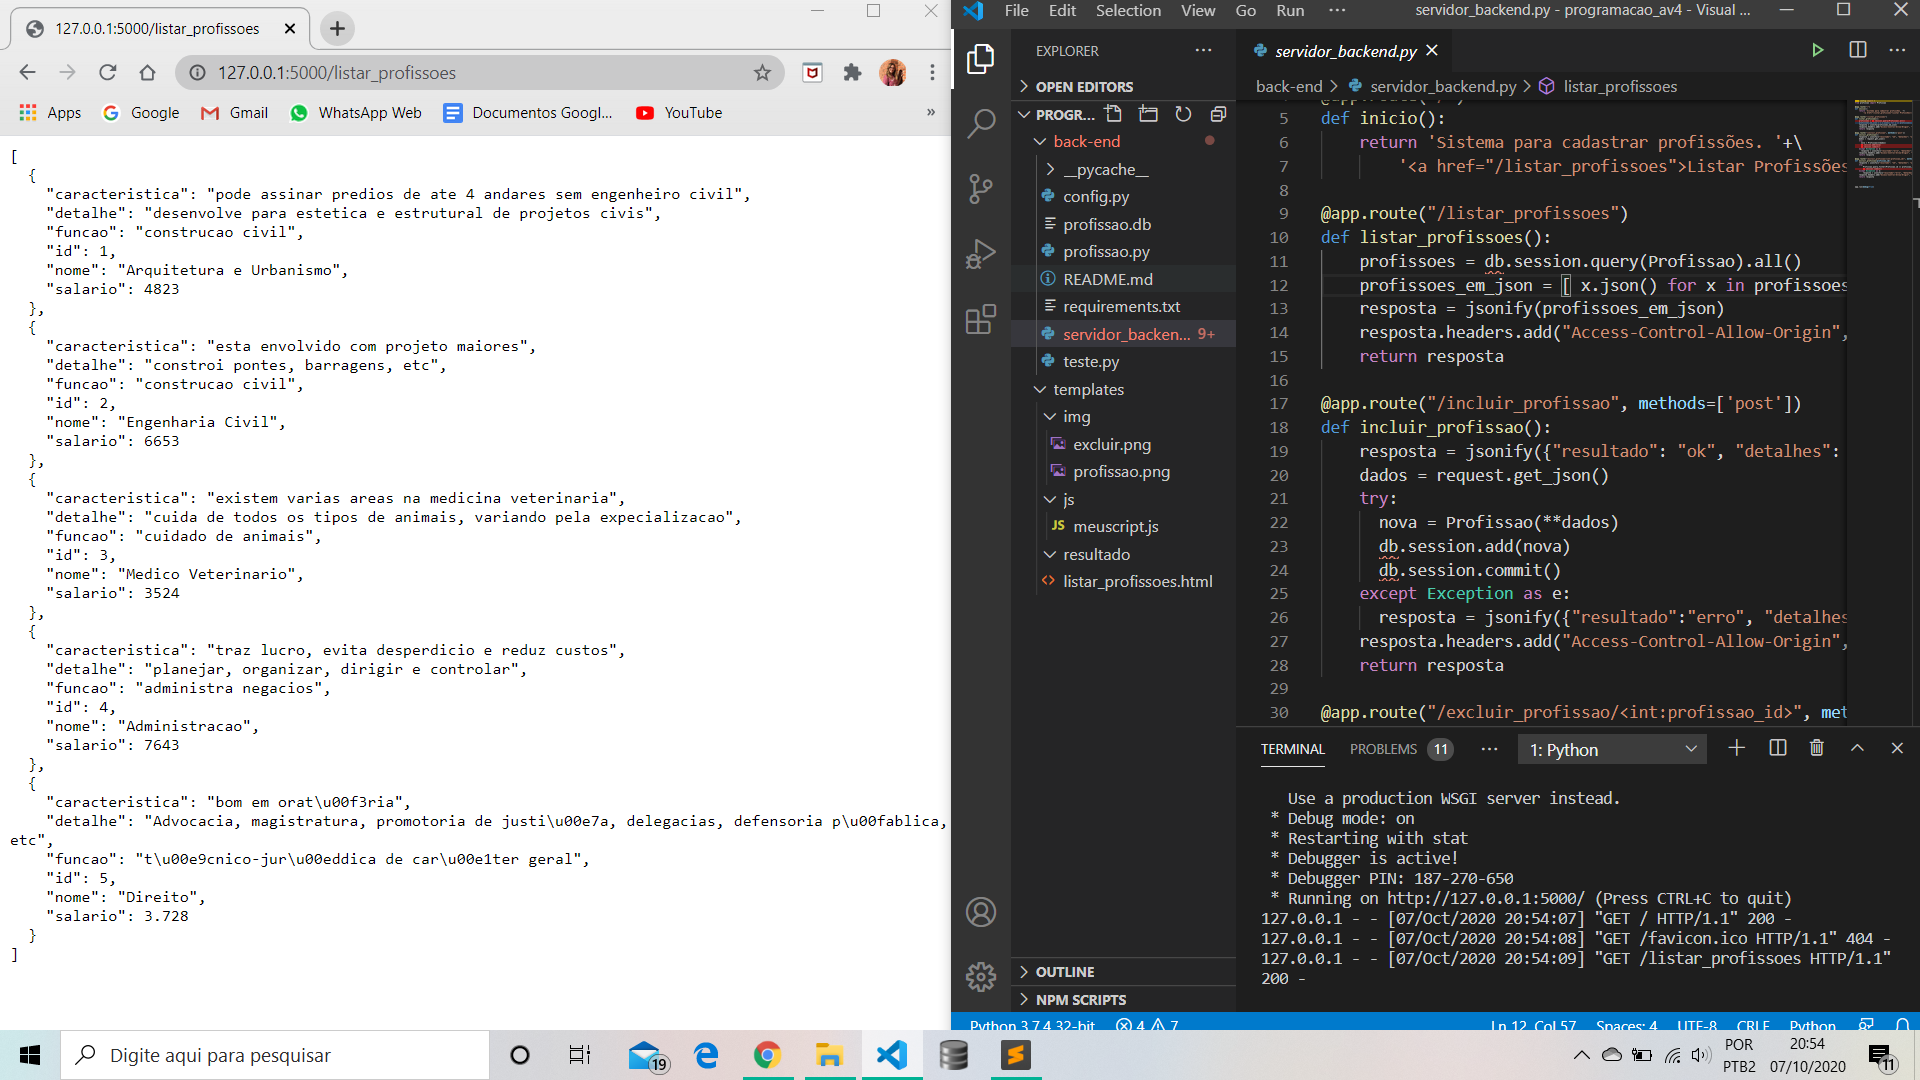 127.0.0.1:5000/listar_profissoes
127.0.0.1:5000/listar_profissoes
Apps Google Gmail WhatsApp Web Documentos Googl... YouTube »
[
{
"caracteristica": "pode assinar predios de ate 4 andares sem engenheiro civil",
"detalhe": "desenvolve para estetica e estrutural de projetos civis",
"funcao": "construcao civil",
"id": 1,
"nome": "Arquitetura e Urbanismo",
"salario": 4823
},
{
"caracteristica": "esta envolvido com projeto maiores",
"detalhe": "constroi pontes, barragens, etc",
"funcao": "construcao civil",
"id": 2,
"nome": "Engenharia Civil",
"salario": 6653
},
{
"caracteristica": "existem varias areas na medicina veterinaria",
"detalhe": "cuida de todos os tipos de animais, variando pela expecializacao",
"funcao": "cuidado de animais",
"id": 3,
"nome": "Medico Veterinario",
"salario": 3524
},
{
"caracteristica": "traz lucro, evita desperdicio e reduz custos",
"detalhe": "planejar, organizar, dirigir e controlar",
"funcao": "administra negacios",
"id": 4,
"nome": "Administracao",
"salario": 7643
},
{
"caracteristica": "bom em orat\u00f3ria",
"detalhe": "Advocacia, magistratura, promotoria de justi\u00e7a, delegacias, defensoria p\u00fablica,
etc",
"funcao": "t\u00e9cnico-jur\u00eddica de car\u00e1ter geral",
"id": 5,
"nome": "Direito",
"salario": 3.728
}
]
File Edit Selection View Go Run ··· servidor_backend.py - programacao_av4 - Visual ...
EXPLORER ···
OPEN EDITORS
PROGR...
back-end
__pycache__
config.py
profissao.db
profissao.py
README.md
requirements.txt
servidor_backen... 9+
teste.py
templates
img
excluir.png
profissao.png
js
JS meuscript.js
resultado
listar_profissoes.html
OUTLINE
NPM SCRIPTS
servidor_backend.py
back-end > servidor_backend.py > listar_profissoes
5 def inicio():
6 return 'Sistema para cadastrar profissões. '+\
7 '<a href="/listar_profissoes">Listar Profissões
8
9 @app.route("/listar_profissoes")
10 def listar_profissoes():
11 profissoes = db.session.query(Profissao).all()
12 profissoes_em_json = [ x.json() for x in profissoes
13 resposta = jsonify(profissoes_em_json)
14 resposta.headers.add("Access-Control-Allow-Origin",
15 return resposta
16
17 @app.route("/incluir_profissao", methods=['post'])
18 def incluir_profissao():
19 resposta = jsonify({"resultado": "ok", "detalhes":
20 dados = request.get_json()
21 try:
22 nova = Profissao(**dados)
23 db.session.add(nova)
24 db.session.commit()
25 except Exception as e:
26 resposta = jsonify({"resultado":"erro", "detalhes
27 resposta.headers.add("Access-Control-Allow-Origin",
28 return resposta
29
30 @app.route("/excluir_profissao/<int:profissao_id>", met
TERMINAL PROBLEMS 11 ··· 1: Python
Use a production WSGI server instead.
* Debug mode: on
* Restarting with stat
* Debugger is active!
* Debugger PIN: 187-270-650
* Running on http://127.0.0.1:5000/ (Press CTRL+C to quit)
127.0.0.1 - - [07/Oct/2020 20:54:07] "GET / HTTP/1.1" 200 -
127.0.0.1 - - [07/Oct/2020 20:54:08] "GET /favicon.ico HTTP/1.1" 404 -
127.0.0.1 - - [07/Oct/2020 20:54:09] "GET /listar_profissoes HTTP/1.1"
200 -
Python 3.7.4 32-bit 4 7 Ln 12, Col 57 Spaces: 4 UTF-8 CRLF Python
Digite aqui para pesquisar 19 POR 20:54
PTB2 07/10/2020 11